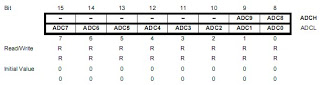 Bit 15 14 13 12 11 10 9 8
– – – – – – ADC9 ADC8 ADCH
ADC7 ADC6 ADC5 ADC4 ADC3 ADC2 ADC1 ADC0 ADCL
7 6 5 4 3 2 1 0
Read/Write R R R R R R R R
R R R R R R R R
Initial Value 0 0 0 0 0 0 0 0
0 0 0 0 0 0 0 0